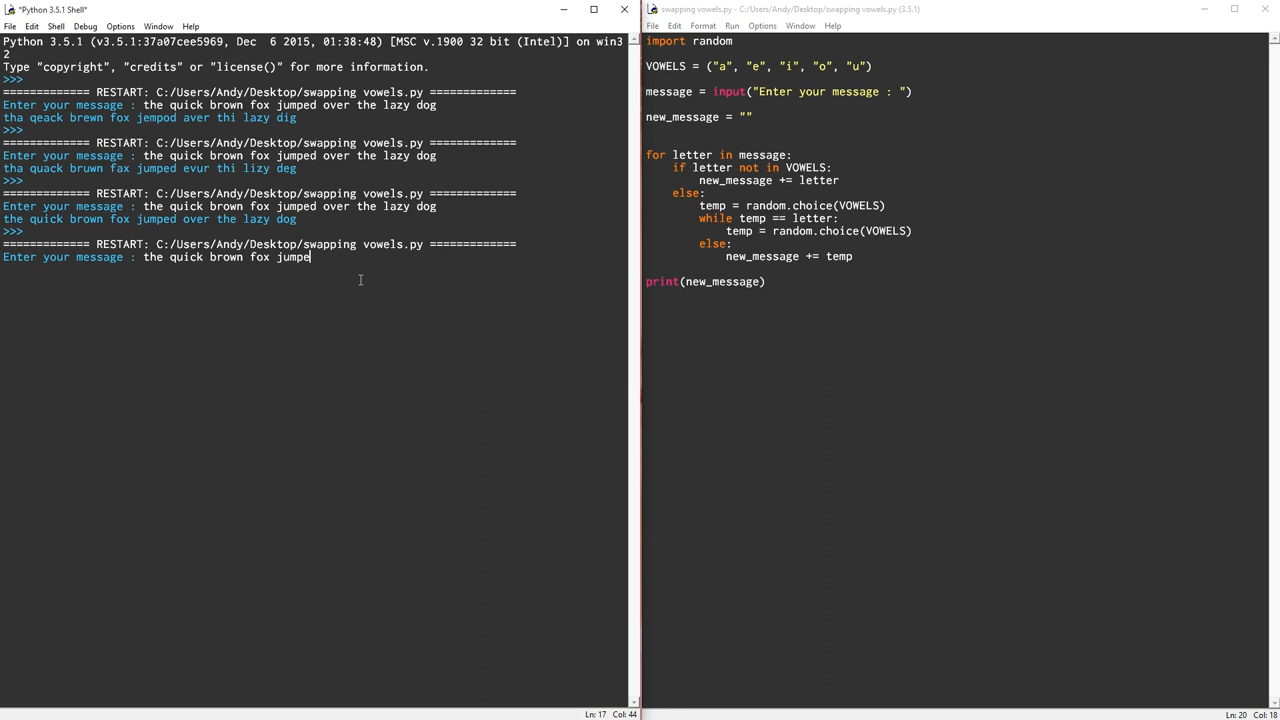 *Python 3.5.1 Shell*
File Edit Shell Debug Options Window Help
Python 3.5.1 (v3.5.1:37a07cee5969, Dec  6 2015, 01:38:48) [MSC v.1900 32 bit (Intel)] on win3
2
Type "copyright", "credits" or "license()" for more information.
>>>
============= RESTART: C:/Users/Andy/Desktop/swapping vowels.py =============
Enter your message : the quick brown fox jumped over the lazy dog
tha qeack brewn fax jempod aver thi lazy dig
>>>
============= RESTART: C:/Users/Andy/Desktop/swapping vowels.py =============
Enter your message : the quick brown fox jumped over the lazy dog
tha quack brewn fax jumped evur thi lizy deg
>>>
============= RESTART: C:/Users/Andy/Desktop/swapping vowels.py =============
Enter your message : the quick brown fox jumped over the lazy dog
the quick brown fox jumped over the lazy dog
>>>
============= RESTART: C:/Users/Andy/Desktop/swapping vowels.py =============
Enter your message : the quick brown fox jumpe
Ln: 17 Col: 44
swapping vowels.py - C:/Users/Andy/Desktop/swapping vowels.py (3.5.1)
File Edit Format Run Options Window Help
import random
VOWELS = ("a", "e", "i", "o", "u")
message = input("Enter your message : ")
new_message = ""
for letter in message:
    if letter not in VOWELS:
        new_message += letter
    else:
        temp = random.choice(VOWELS)
        while temp == letter:
            temp = random.choice(VOWELS)
        else:
            new_message += temp
print(new_message)
Ln: 20 Col: 18